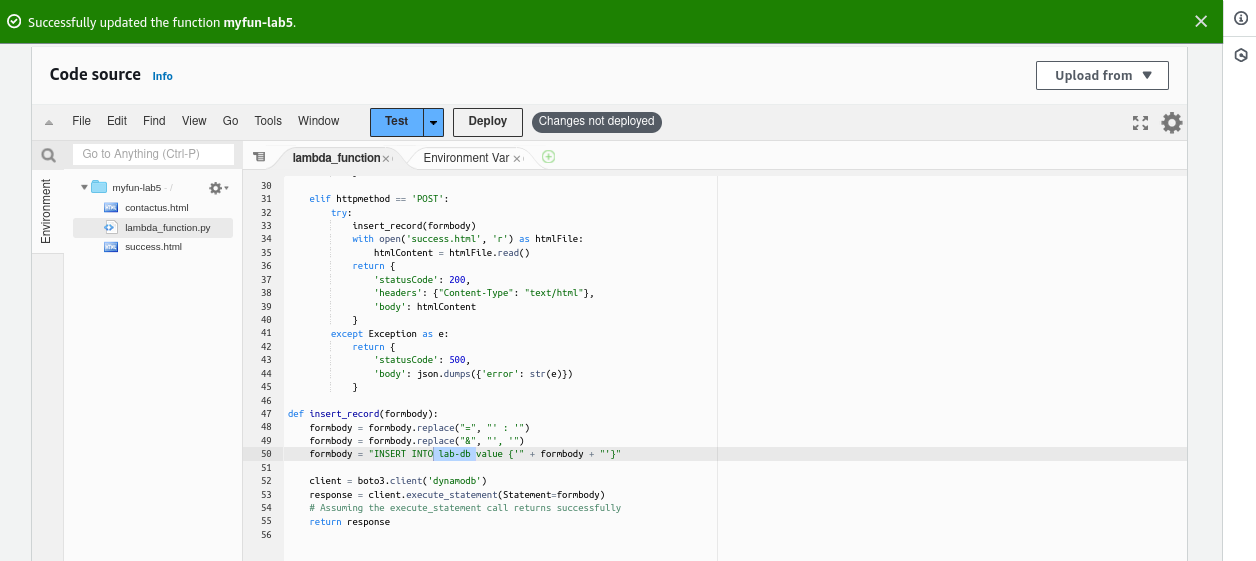 Successfully updated the function myfun-lab5.
Code source Info
Upload from
File Edit Find View Go Tools Window Test Deploy Changes not deployed
Go to Anything (Ctrl-P)
lambda_function
Environment Var
Environment
myfun-lab5 - /
contactus.html
lambda_function.py
success.html
30
31 elif httpmethod == 'POST':
32 try:
33 insert_record(formbody)
34 with open('success.html', 'r') as htmlFile:
35 htmlContent = htmlFile.read()
36 return {
37 'statusCode': 200,
38 'headers': {"Content-Type": "text/html"},
39 'body': htmlContent
40 }
41 except Exception as e:
42 return {
43 'statusCode': 500,
44 'body': json.dumps({'error': str(e)})
45 }
46
47 def insert_record(formbody):
48 formbody = formbody.replace("=", "' : '")
49 formbody = formbody.replace("&", "', '")
50 formbody = "INSERT INTO lab-db value {'" + formbody + "'}"
51
52 client = boto3.client('dynamodb')
53 response = client.execute_statement(Statement=formbody)
54 # Assuming the execute_statement call returns successfully
55 return response
56